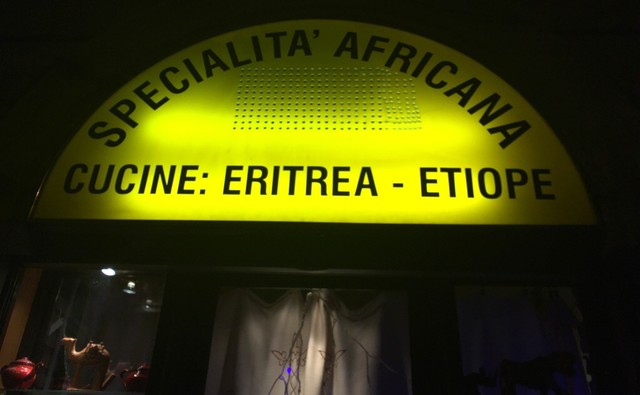 SPECIALITA' AFRICANA
CUCINE: ERITREA - ETIOPE